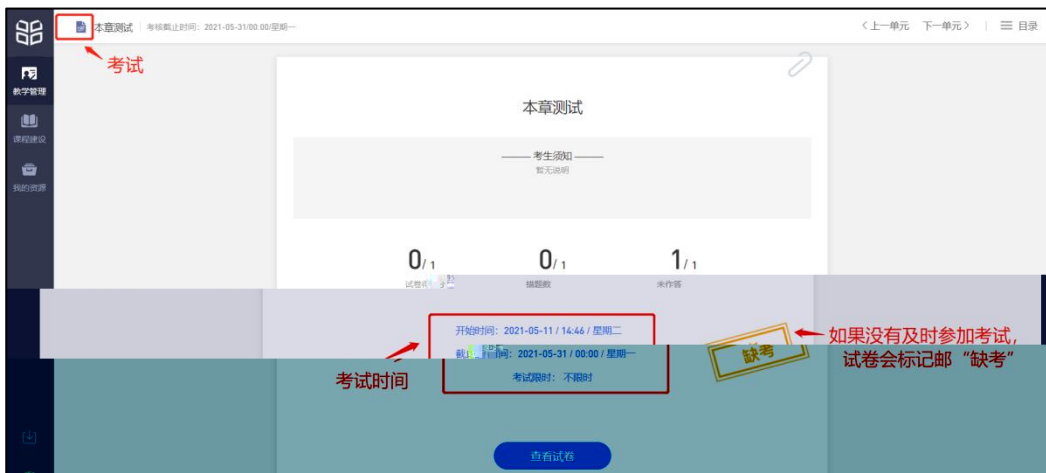 本章测试 考核截止时间：2021-05-31/00:00/星期一
〈上一单元 下一单元〉 目录
考试
教学管理
课程建设
我的资源
本章测试
考生须知
暂无说明
0/1 0/1 1/1
错题数 未作答
开始时间：2021-05-11 / 14:46 / 星期二
2021-05-31 / 00:00 / 星期一
考试限时： 不限时
考试时间
缺考
如果没有及时参加考试，
试卷会标记邮“缺考”
查看试卷